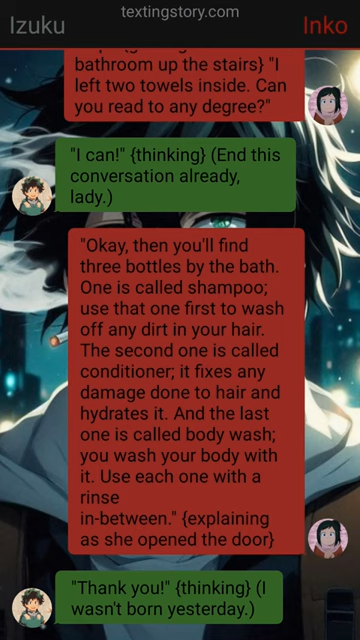 textingstory.com
Izuku
Inko
bathroom up the stairs} "I
left two towels inside. Can
you read to any degree?"
"I can!" {thinking} (End this
conversation already,
lady.)
"Okay, then you'll find
three bottles by the bath.
One is called shampoo;
use that one first to wash
off any dirt in your hair.
The second one is called
conditioner; it fixes any
damage done to hair and
hydrates it. And the last
one is called body wash;
you wash your body with
it. Use each one with a
rinse
in-between." {explaining
as she opened the door}
"Thank you!" {thinking} (I
wasn't born yesterday.)